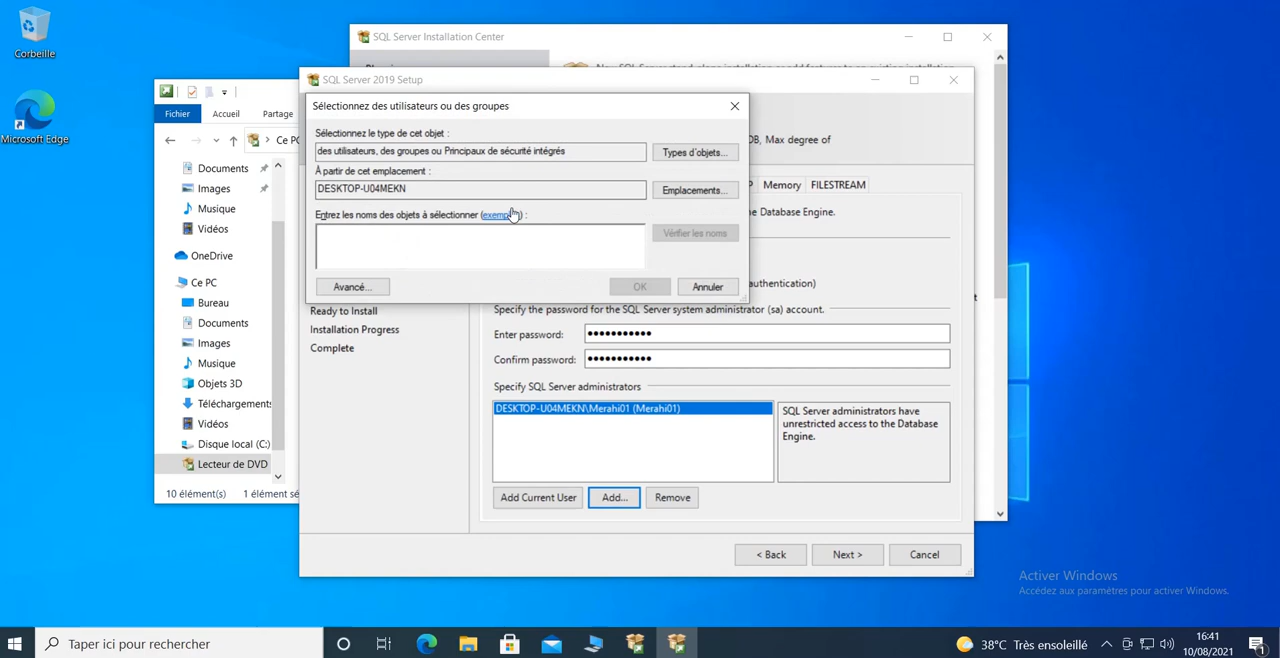 Corbeille
Microsoft Edge
SQL Server Installation Center
SQL Server 2019 Setup
Fichier
Accueil
Partage
Ce PC
Documents
Images
Musique
Vidéos
OneDrive
Ce PC
Bureau
Documents
Images
Musique
Objets 3D
Téléchargements
Vidéos
Disque local (C:)
Lecteur de DVD
10 élément(s)
1 élément sé
Sélectionnez des utilisateurs ou des groupes
Sélectionnez le type de cet objet :
des utilisateurs, des groupes ou Principaux de sécurité intégrés
Types d'objets...
À partir de cet emplacement :
DESKTOP-U04MEKN
Emplacements...
Entrez les noms des objets à sélectionner (exemples) :
Vérifier les noms
Avancé...
OK
Annuler
DB, Max degree of
Memory
FILESTREAM
e Database Engine.
authentication)
Ready to Install
Installation Progress
Complete
Specify the password for the SQL Server system administrator (sa) account.
Enter password:
Confirm password:
Specify SQL Server administrators
DESKTOP-U04MEKN\Merahi01 (Merahi01)
SQL Server administrators have
unrestricted access to the Database
Engine.
Add Current User
Add...
Remove
< Back
Next >
Cancel
Activer Windows
Accédez aux paramètres pour activer Windows.
Taper ici pour rechercher
38°C Très ensoleillé
16:41
10/08/2021
1